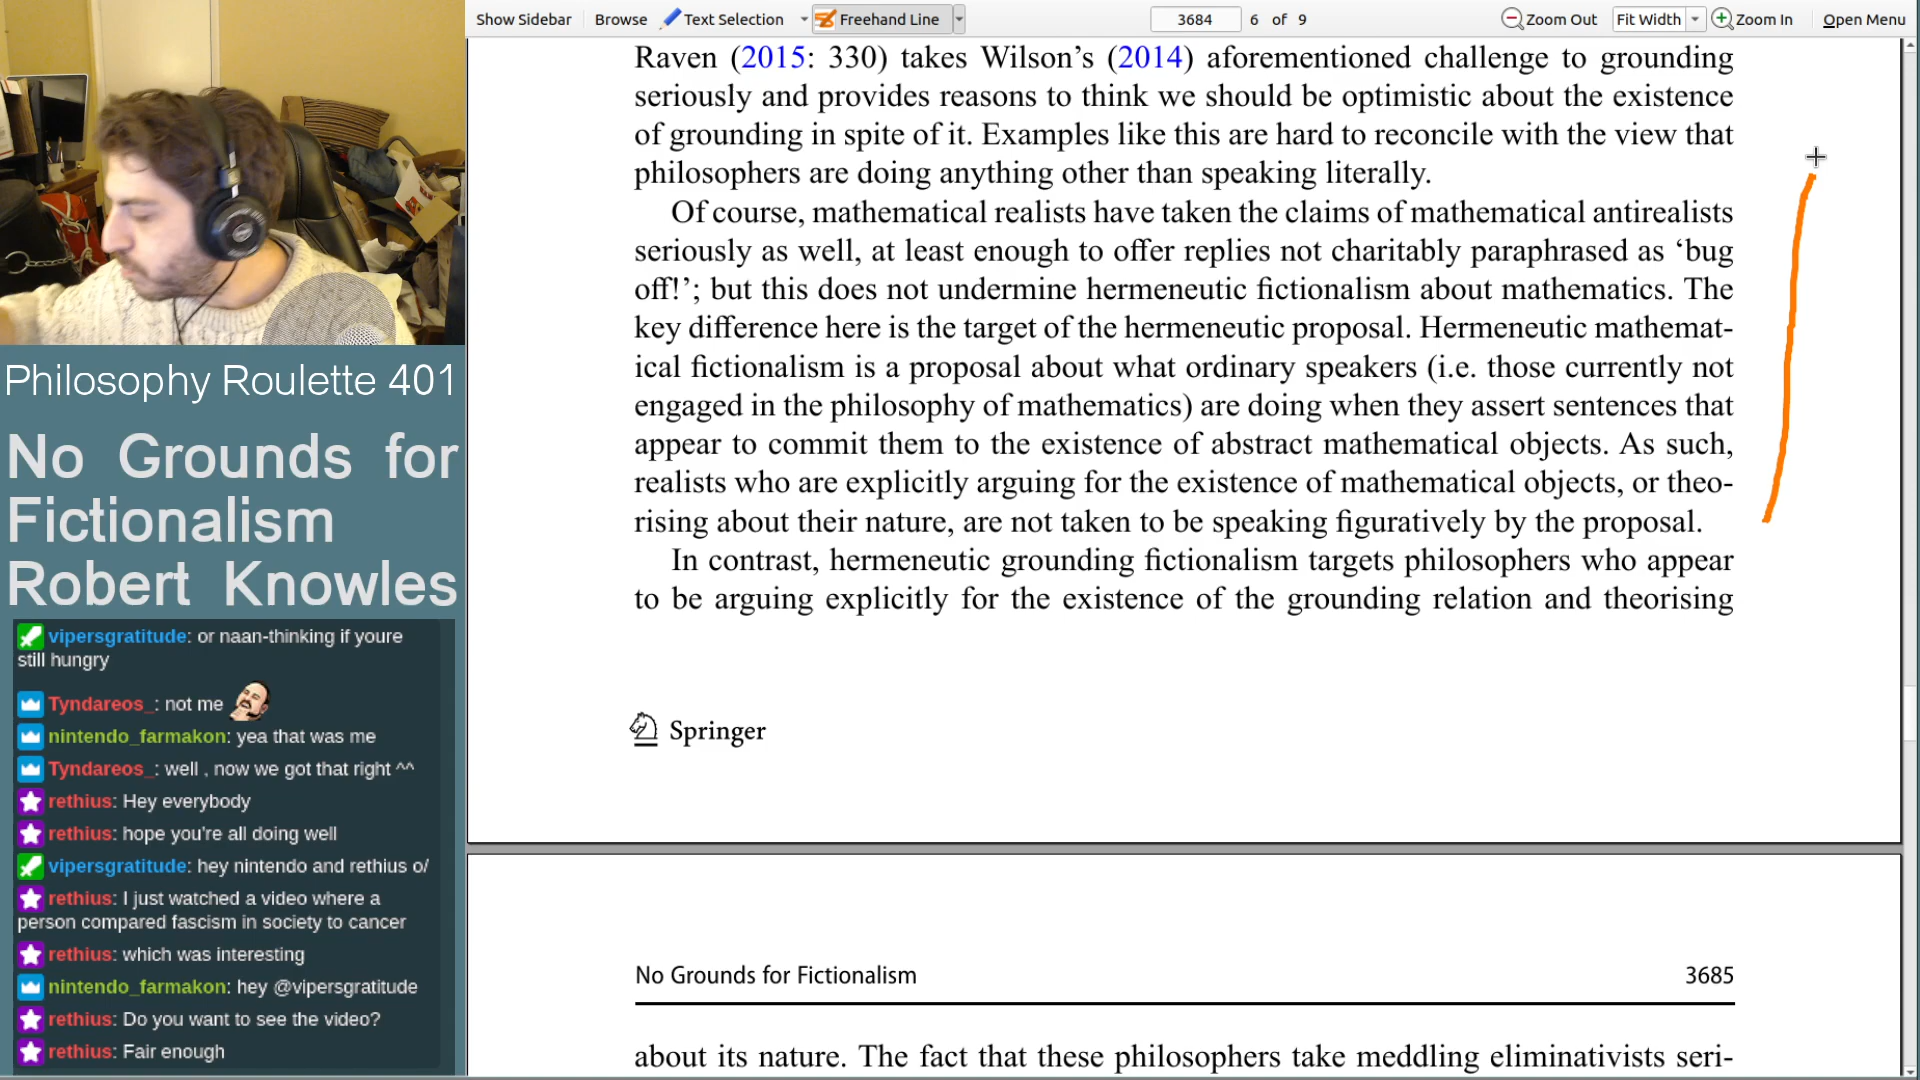 Show Sidebar Browse Text Selection Freehand Line 3684 6 of 9 Zoom Out Fit Width Zoom In Open Menu
Raven (2015: 330) takes Wilson’s (2014) aforementioned challenge to grounding
seriously and provides reasons to think we should be optimistic about the existence
of grounding in spite of it. Examples like this are hard to reconcile with the view that
philosophers are doing anything other than speaking literally.
Of course, mathematical realists have taken the claims of mathematical antirealists
seriously as well, at least enough to offer replies not charitably paraphrased as ‘bug
off!’; but this does not undermine hermeneutic fictionalism about mathematics. The
key difference here is the target of the hermeneutic proposal. Hermeneutic mathemat-
ical fictionalism is a proposal about what ordinary speakers (i.e. those currently not
engaged in the philosophy of mathematics) are doing when they assert sentences that
appear to commit them to the existence of abstract mathematical objects. As such,
realists who are explicitly arguing for the existence of mathematical objects, or theo-
rising about their nature, are not taken to be speaking figuratively by the proposal.
In contrast, hermeneutic grounding fictionalism targets philosophers who appear
to be arguing explicitly for the existence of the grounding relation and theorising
Springer
No Grounds for Fictionalism 3685
about its nature. The fact that these philosophers take meddling eliminativists seri-
Philosophy Roulette 401
No Grounds for
Fictionalism
Robert Knowles
vipersgratitude: or naan-thinking if youre
still hungry
Tyndareos_: not me
nintendo_farmakon: yea that was me
Tyndareos_: well , now we got that right ^^
rethius: Hey everybody
rethius: hope you're all doing well
vipersgratitude: hey nintendo and rethius o/
rethius: I just watched a video where a
person compared fascism in society to cancer
rethius: which was interesting
nintendo_farmakon: hey @vipersgratitude
rethius: Do you want to see the video?
rethius: Fair enough